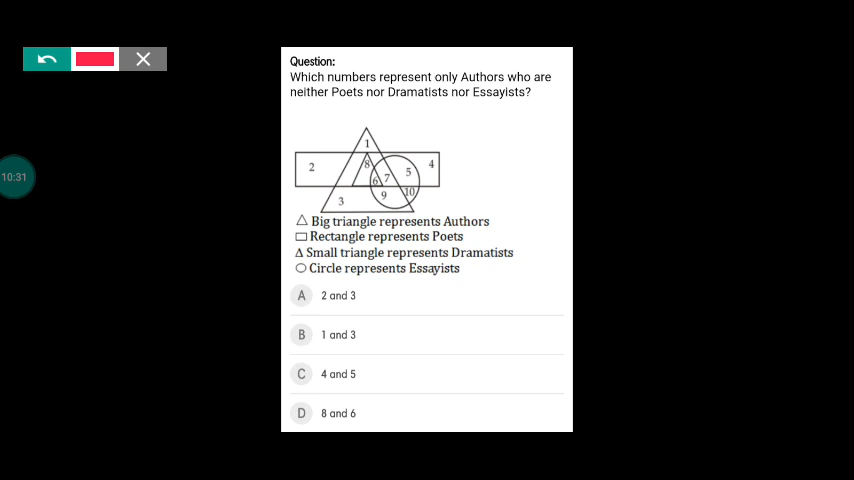 10:31
Question:
Which numbers represent only Authors who are
neither Poets nor Dramatists nor Essayists?
1
2
8
5
4
6
7
3
9
10
Big triangle represents Authors
Rectangle represents Poets
Small triangle represents Dramatists
Circle represents Essayists
A 2 and 3
B 1 and 3
C 4 and 5
D 8 and 6